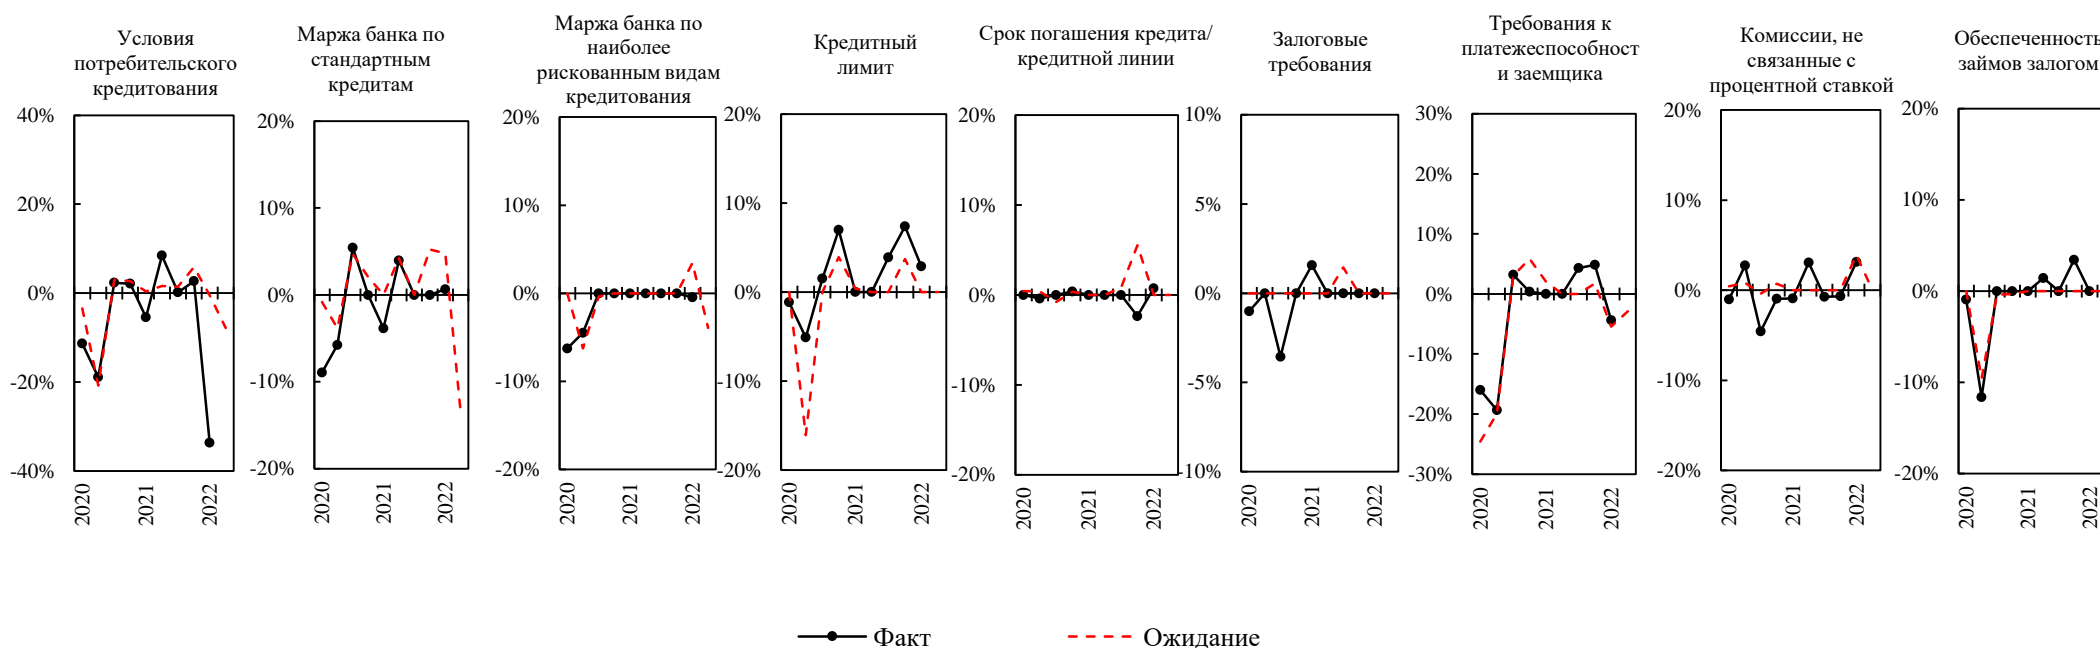 Условия
потребительского
кредитования
40%
20%
0%
-20%
-40%
2020
2021
2022
Маржа банка по
стандартным
кредитам
20%
10%
0%
-10%
-20%
2020
2021
2022
Маржа банка по
наиболее
рискованным видам
кредитования
20%
10%
0%
-10%
-20%
2020
2021
2022
Кредитный
лимит
20%
10%
0%
-10%
-20%
2020
2021
2022
Срок погашения кредита/
кредитной линии
20%
10%
0%
-10%
-20%
2020
2021
2022
Залоговые
требования
10%
5%
0%
-5%
-10%
2020
2021
2022
Требования к
платежеспособност
и заемщика
30%
20%
10%
0%
-10%
-20%
-30%
2020
2021
2022
Комиссии, не
связанные с
процентной ставкой
20%
10%
0%
-10%
-20%
2020
2021
2022
Обеспеченность
займов залогом
20%
10%
0%
-10%
-20%
2020
2021
2022
Факт
Ожидание